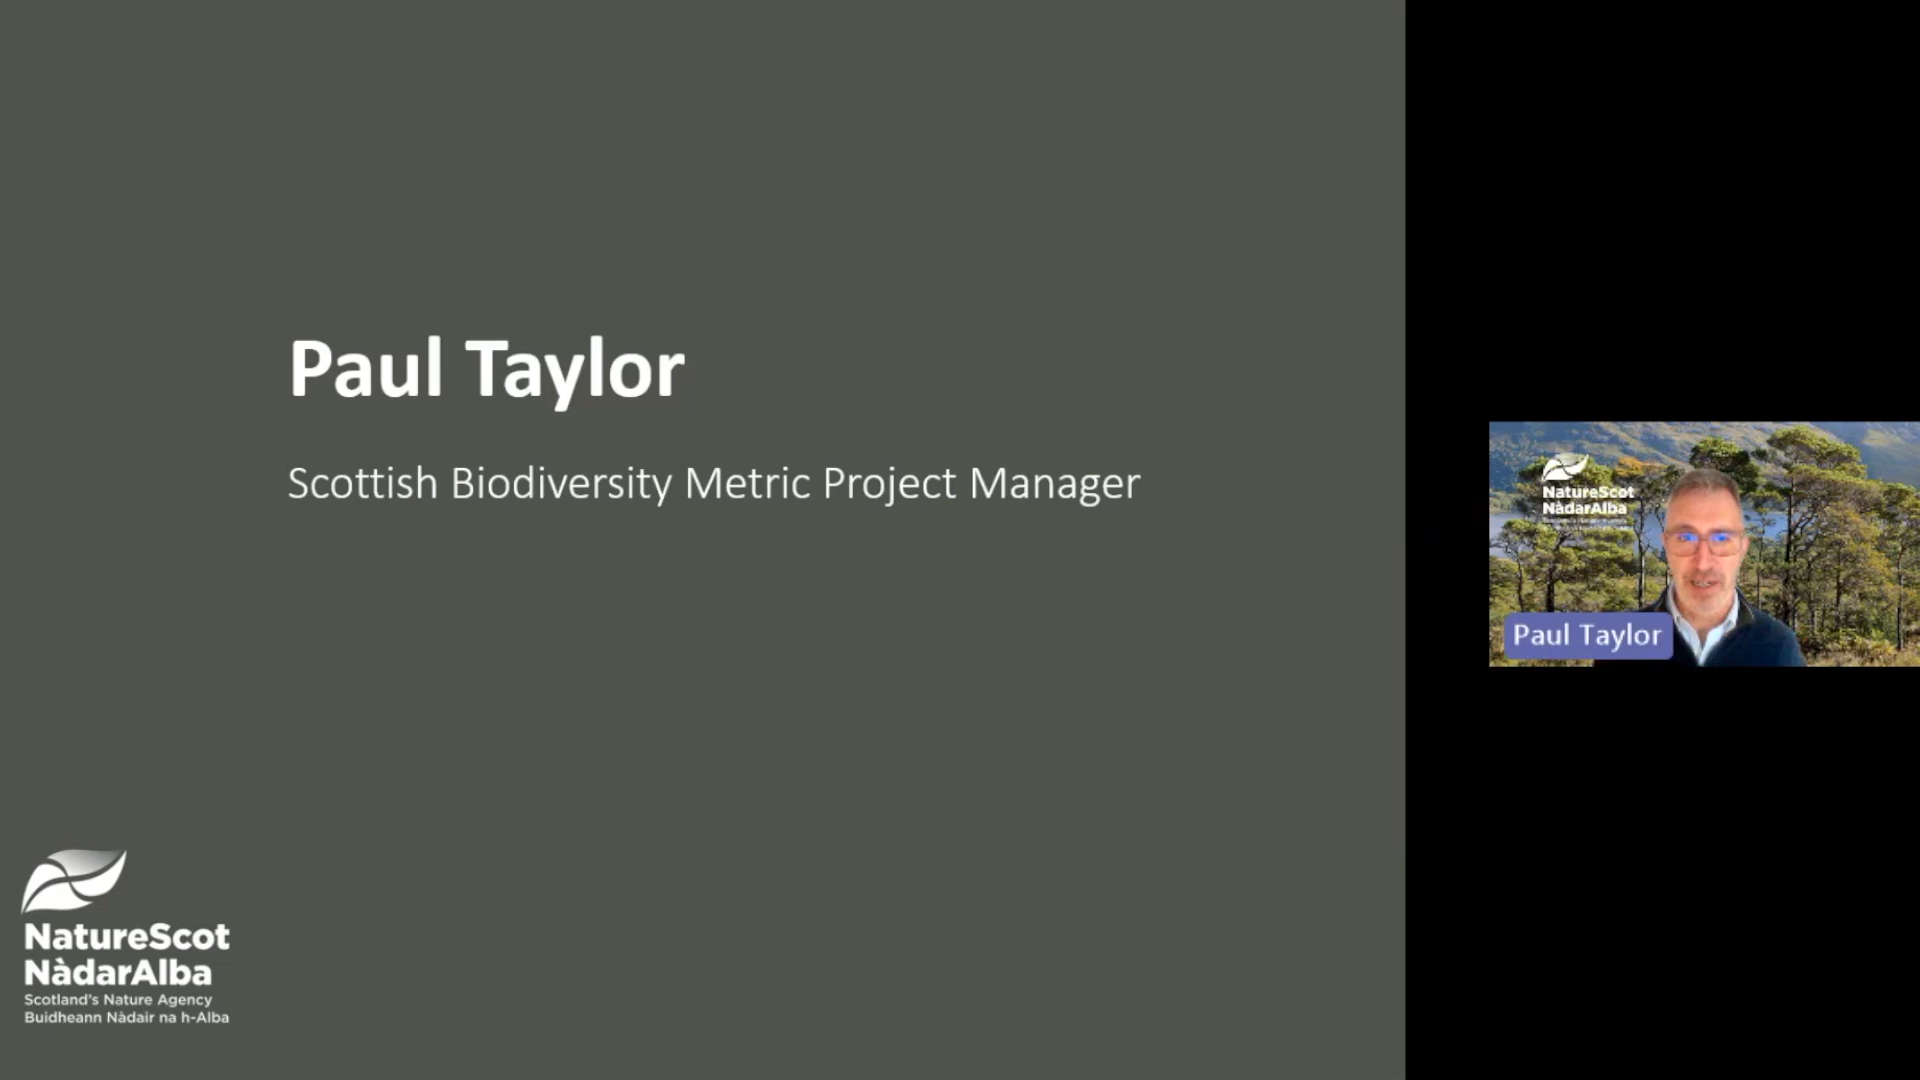 Paul Taylor
Scottish Biodiversity Metric Project Manager
NatureScot
NàdarAlba
Scotland's Nature Agency
Buidheann Nàdair na h-Alba
NatureScot
NàdarAlba
Paul Taylor